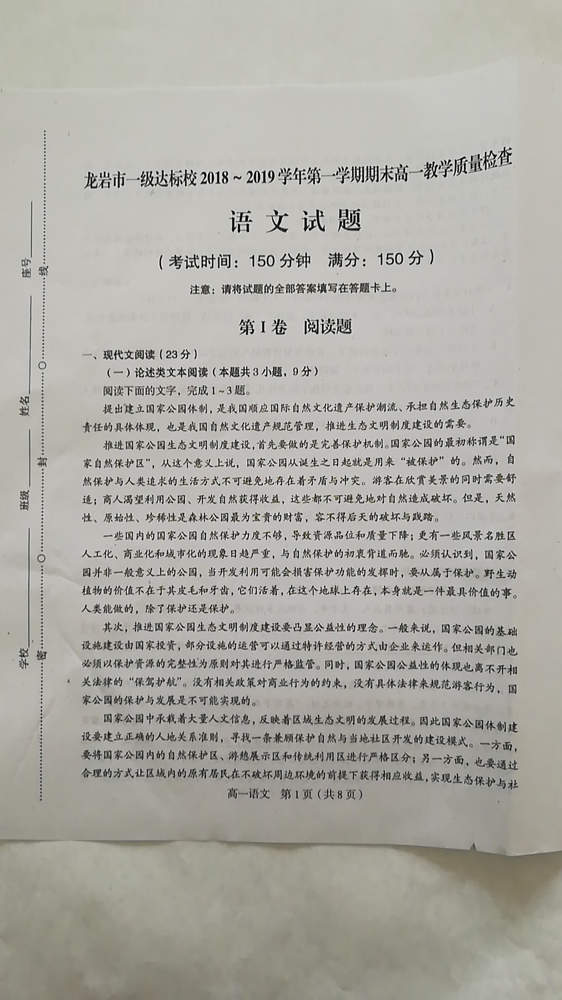 龙岩市一级达标校2018～2019学年第一学期期末高一教学质量检查
语文试题
（考试时间：150分钟　满分：150分）
注意：请将试题的全部答案填写在答题卡上。
第Ⅰ卷　阅读题
一、现代文阅读（23分）
（一）论述类文本阅读（本题共3小题，9分）
阅读下面的文字，完成1~3题。
提出建立国家公园体制，是我国顺应国际自然文化遗产保护潮流、承担自然生态保护历史
责任的具体体现，也是我国自然文化遗产规范管理，推进生态文明制度建设的需要。
推进国家公园生态文明制度建设，首先要做的是完善保护机制。国家公园的最初称谓是“国
家自然保护区”，从这个意义上说，国家公园从诞生之日起就是用来“被保护”的。然而，自
然保护与人类追求的生活方式不可避免地存在着矛盾与冲突。游客在欣赏美景的同时需要舒
适；商人渴望利用公园、开发自然获得收益，这些都不可避免地对自然造成破坏。但是，天然
性、原始性、珍稀性是森林公园最为宝贵的财富，容不得后天的破坏与践踏。
一些国内的国家公园自然保护力度不够，导致资源品位和质量下降；更有一些风景名胜区
人工化、商业化和城市化的现象日趋严重，与自然保护的初衷背道而驰。必须认识到，国家公
园并非一般意义上的公园，当开发利用可能会损害保护功能的发挥时，要从属于保护。野生动
植物的价值不在于其皮毛和牙齿，它们活着，在这个地球上存在，本身就是一件最具价值的事。
人类能做的，除了保护还是保护。
其次，推进国家公园生态文明制度建设要凸显公益性的理念。一般来说，国家公园的基础
设施建设由国家投资，部分设施的运营可以通过特许经营的方式由企业来运作。但相关部门也
必须以保护资源的完整性为原则对其进行严格监管。同时，国家公园公益性的体现也离不开相
关法律的“保驾护航”。没有相关政策对商业行为的约束，没有具体法律来规范游客行为，国
家公园的保护与发展是不可能实现的。
国家公园中承载着大量人文信息，反映着区域生态文明的发展过程。因此国家公园体制建
设要建立正确的人地关系准则，寻找一条兼顾保护自然与当地社区开发的建设模式。一方面，
要将国家公园内的自然保护区、游憩展示区和传统利用区进行严格区分；另一方面，也要通过
合理的方式让区域内的原有居民在不破坏周边环境的前提下获得相应收益，实现生态保护与社
高一语文　第1页（共8页）
学校　班级　姓名　座号
密　封　线